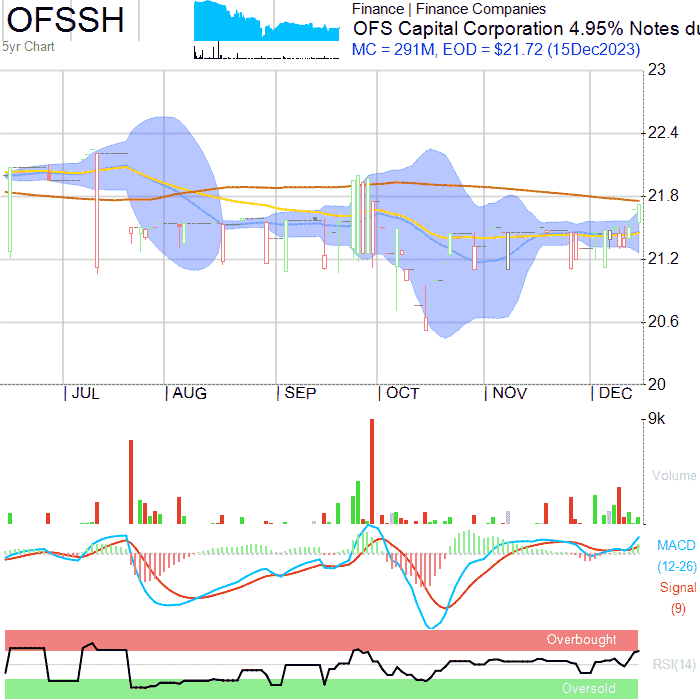 OFSSH
5yr Chart
Finance | Finance Companies
OFS Capital Corporation 4.95% Notes du
MC = 291M, EOD = $21.72 (15Dec2023)
23
22.4
21.8
21.2
20.6
20
JUL AUG SEP OCT NOV DEC
9k
Volume
MACD
(12-26)
Signal
(9)
Overbought
RSI(14)
Oversold